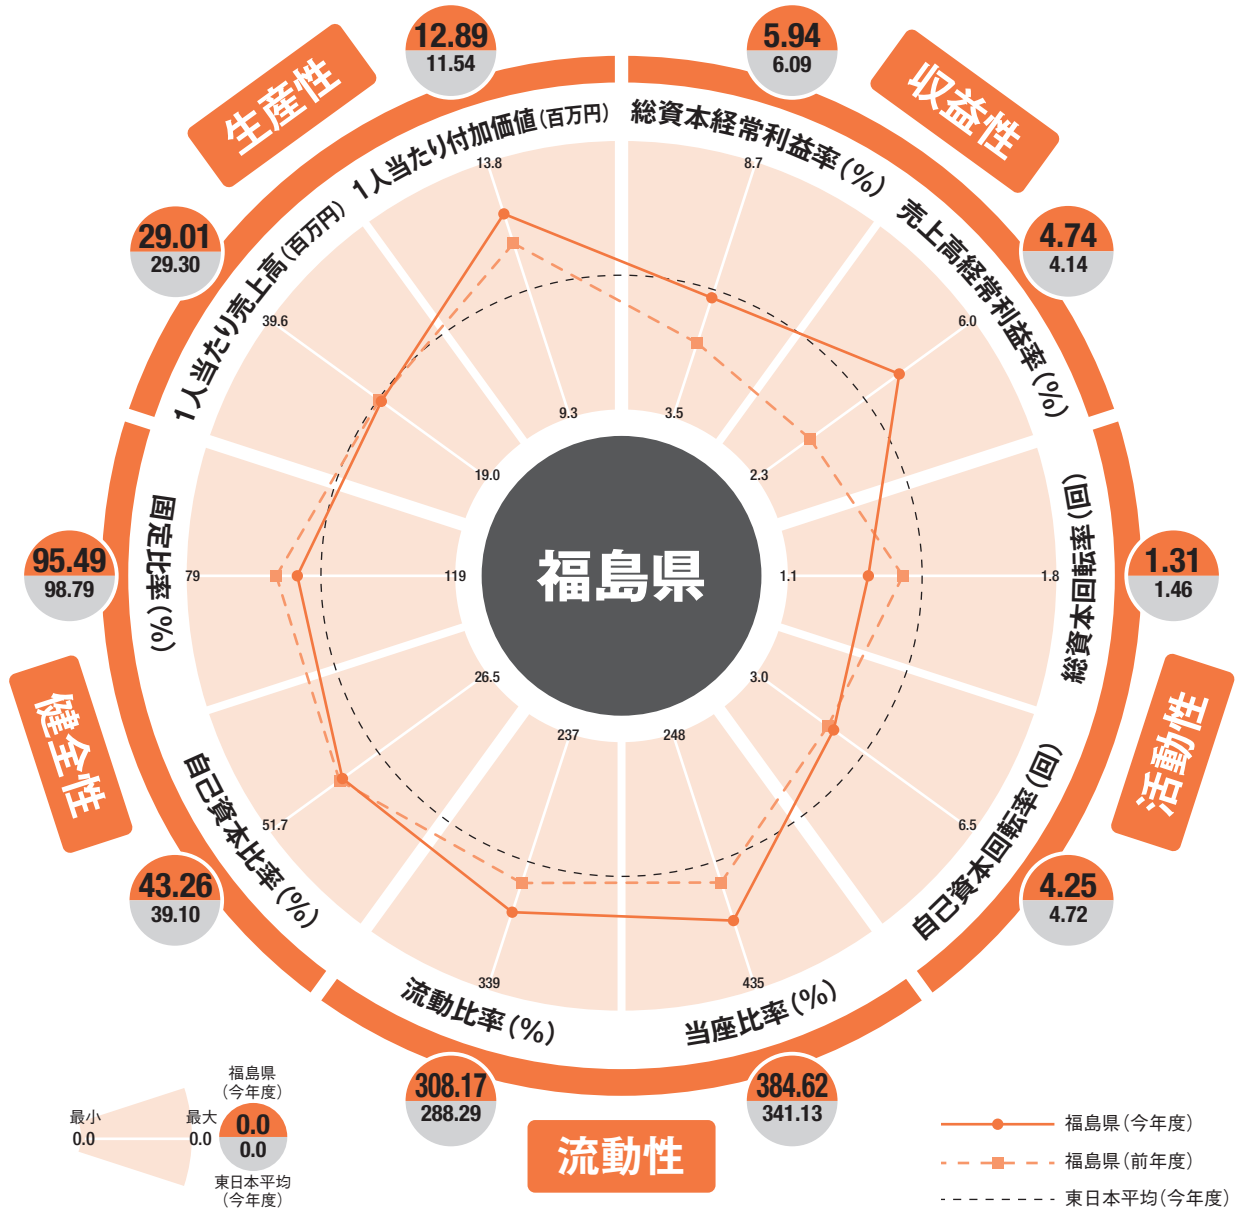 12.89
11.54
5.94
6.09
生産性
収益性
1人当たり付加価値(百万円)
総資本経常利益率(%)
13.8
8.7
29.01
29.30
4.74
4.14
1人当たり売上高(百万円)
売上高経常利益率(%)
39.6
6.0
9.3
3.5
19.0
2.3
固定比率(%)
総資本回転率(回)
95.49
98.79
79
119
福島県
1.1
1.8
1.31
1.46
26.5
3.0
健全性
活動性
237
248
自己資本比率(%)
自己資本回転率(回)
51.7
6.5
43.26
39.10
4.25
4.72
339
435
流動比率(%)
当座比率(%)
308.17
288.29
384.62
341.13
流動性
福島県
(今年度)
最小
0.0
最大
0.0
0.0
0.0
東日本平均
(今年度)
福島県(今年度)
福島県(前年度)
東日本平均(今年度)